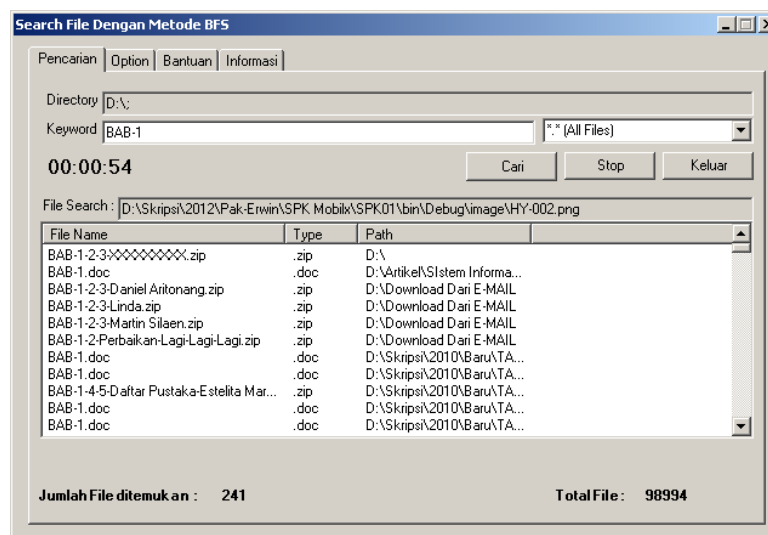 Search File Dengan Metode BFS
Pencarian Option Bantuan Informasi
Directory D:\;
Keyword BAB-1 *.* (All Files)
00:00:54 Cari Stop Keluar
File Search : D:\Skripsi\2012\Pak-Erwin\SPK Mobilx\SPK01\bin\Debug\image\HY-002.png
File Name Type Path
BAB-1-2-3-XXXXXXXXX.zip .zip D:\
BAB-1.doc .doc D:\Artikel\SIstem Informa...
BAB-1-2-3-Daniel Aritonang.zip .zip D:\Download Dari E-MAIL
BAB-1-2-3-Linda.zip .zip D:\Download Dari E-MAIL
BAB-1-2-3-Martin Silaen.zip .zip D:\Download Dari E-MAIL
BAB-1-2-Perbaikan-Lagi-Lagi-Lagi.zip .zip D:\Download Dari E-MAIL
BAB-1.doc .doc D:\Skripsi\2010\Baru\TA...
BAB-1.doc .doc D:\Skripsi\2010\Baru\TA...
BAB-1-4-5-Daftar Pustaka-Estelita Mar... .zip D:\Skripsi\2010\Baru\TA...
BAB-1.doc .doc D:\Skripsi\2010\Baru\TA...
BAB-1.doc .doc D:\Skripsi\2010\Baru\TA...
Jumlah File ditemukan : 241 Total File : 98994